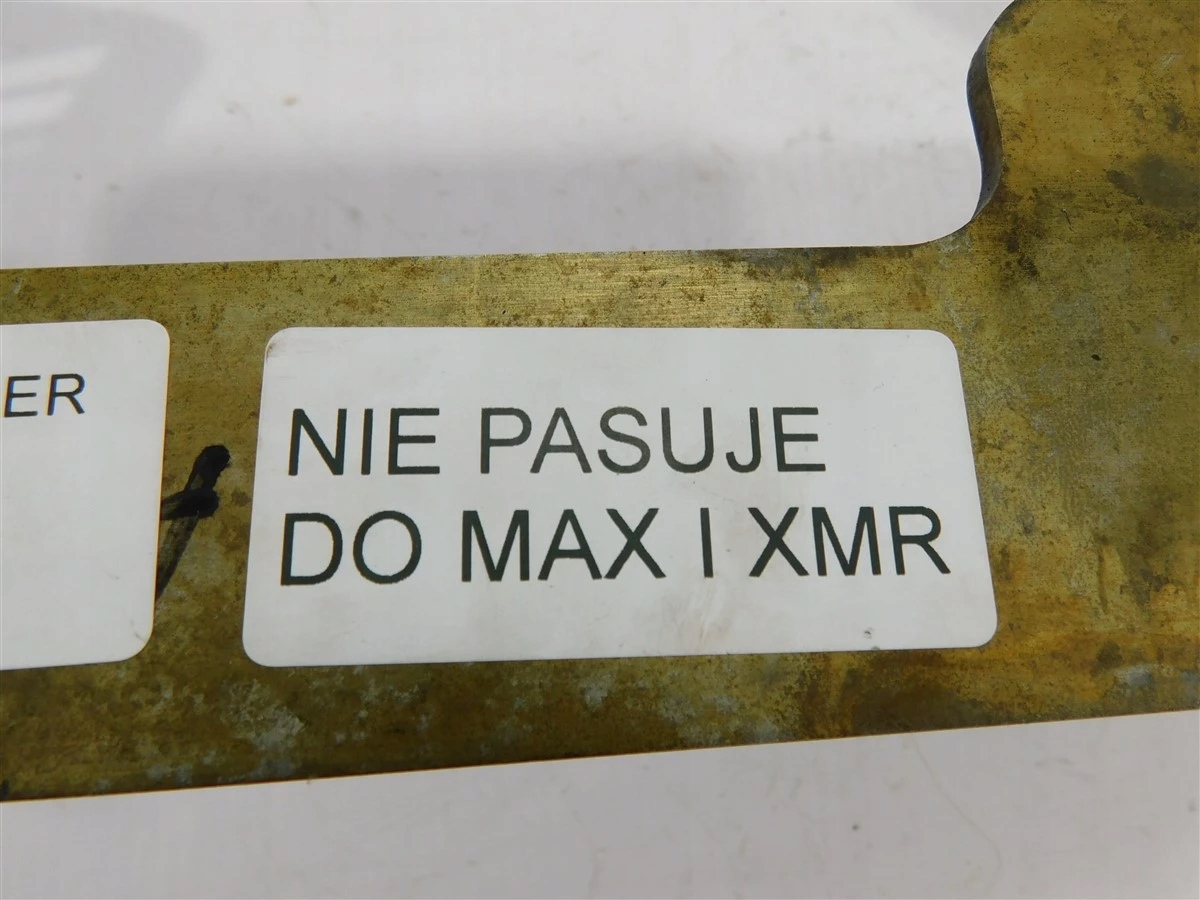 ER
NIE PASUJE
DO MAX I XMR